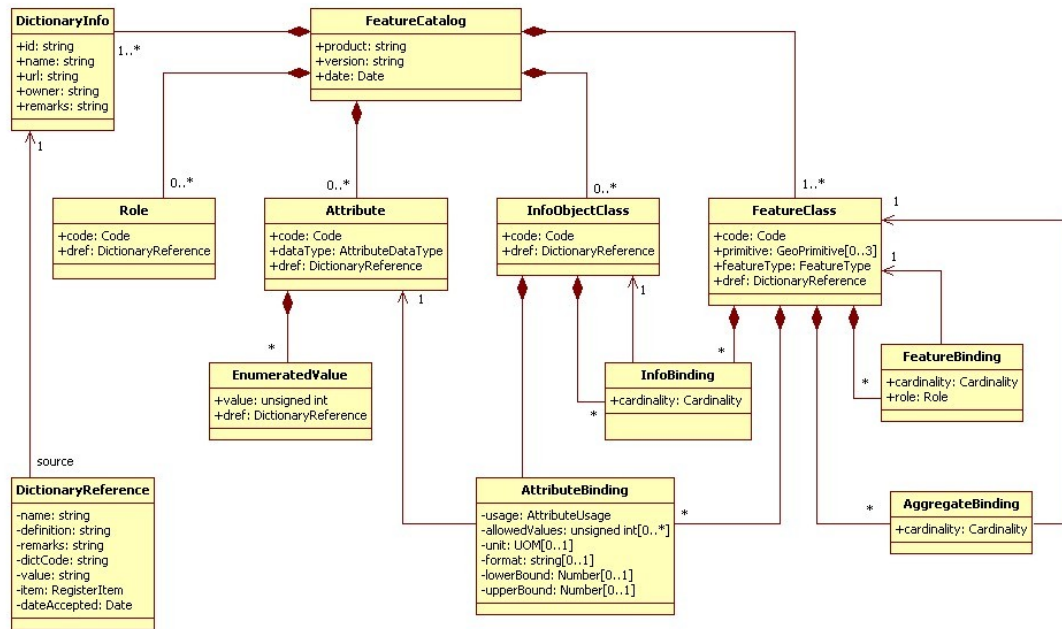 DictionaryInfo
+id: string
+name: string
+url: string
+owner: string
+remarks: string
1..*
FeatureCatalog
+product: string
+version: string
+date: Date
1
0..*
0..*
0..*
1..*
Role
+code: Code
+dref: DictionaryReference
Attribute
+code: Code
+dataType: AttributeDataType
+dref: DictionaryReference
InfoObjectClass
+code: Code
+dref: DictionaryReference
FeatureClass
+code: Code
+primitive: GeoPrimitive[0..3]
+featureType: FeatureType
+dref: DictionaryReference
1
1
1
1
*
*
EnumeratedValue
+value: unsigned int
+dref: DictionaryReference
InfoBinding
+cardinality: Cardinality
*
FeatureBinding
+cardinality: Cardinality
+role: Role
*
source
DictionaryReference
-name: string
-definition: string
-remarks: string
-dictCode: string
-value: string
-item: RegisterItem
-dateAccepted: Date
AttributeBinding
-usage: AttributeUsage
-allowedValues: unsigned int[0..*]
-unit: UOM[0..1]
-format: string[0..1]
-lowerBound: Number[0..1]
-upperBound: Number[0..1]
*
*
AggregateBinding
+cardinality: Cardinality